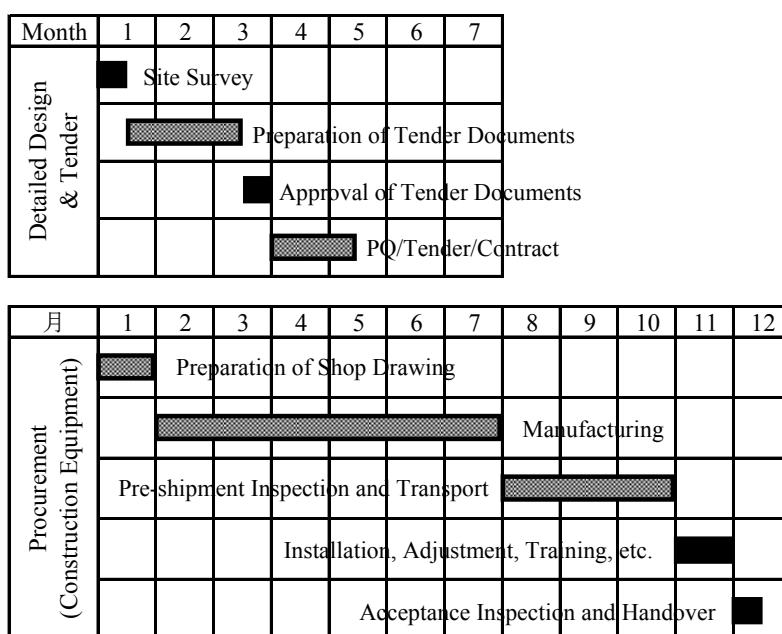 Month 1 2 3 4 5 6 7
Detailed Design
& Tender
Site Survey
Preparation of Tender Documents
Approval of Tender Documents
PQ/Tender/Contract
月 1 2 3 4 5 6 7 8 9 10 11 12
Procurement
(Construction Equipment)
Preparation of Shop Drawing
Manufacturing
Pre-shipment Inspection and Transport
Installation, Adjustment, Training, etc.
Acceptance Inspection and Handover